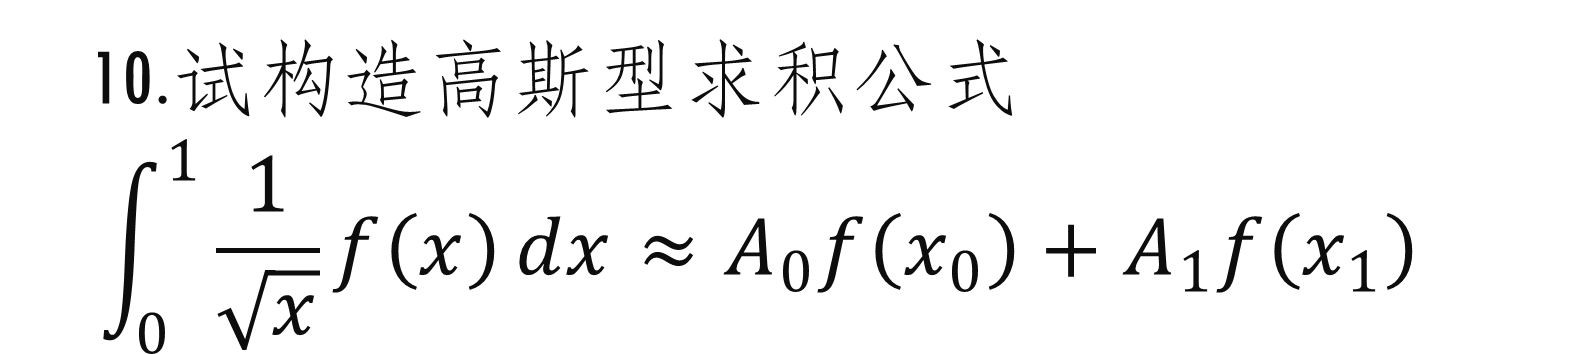 10.试构造高斯型求积公式
∫₀¹ 1/√x f(x) dx ≈ A₀f(x₀) + A₁f(x₁)